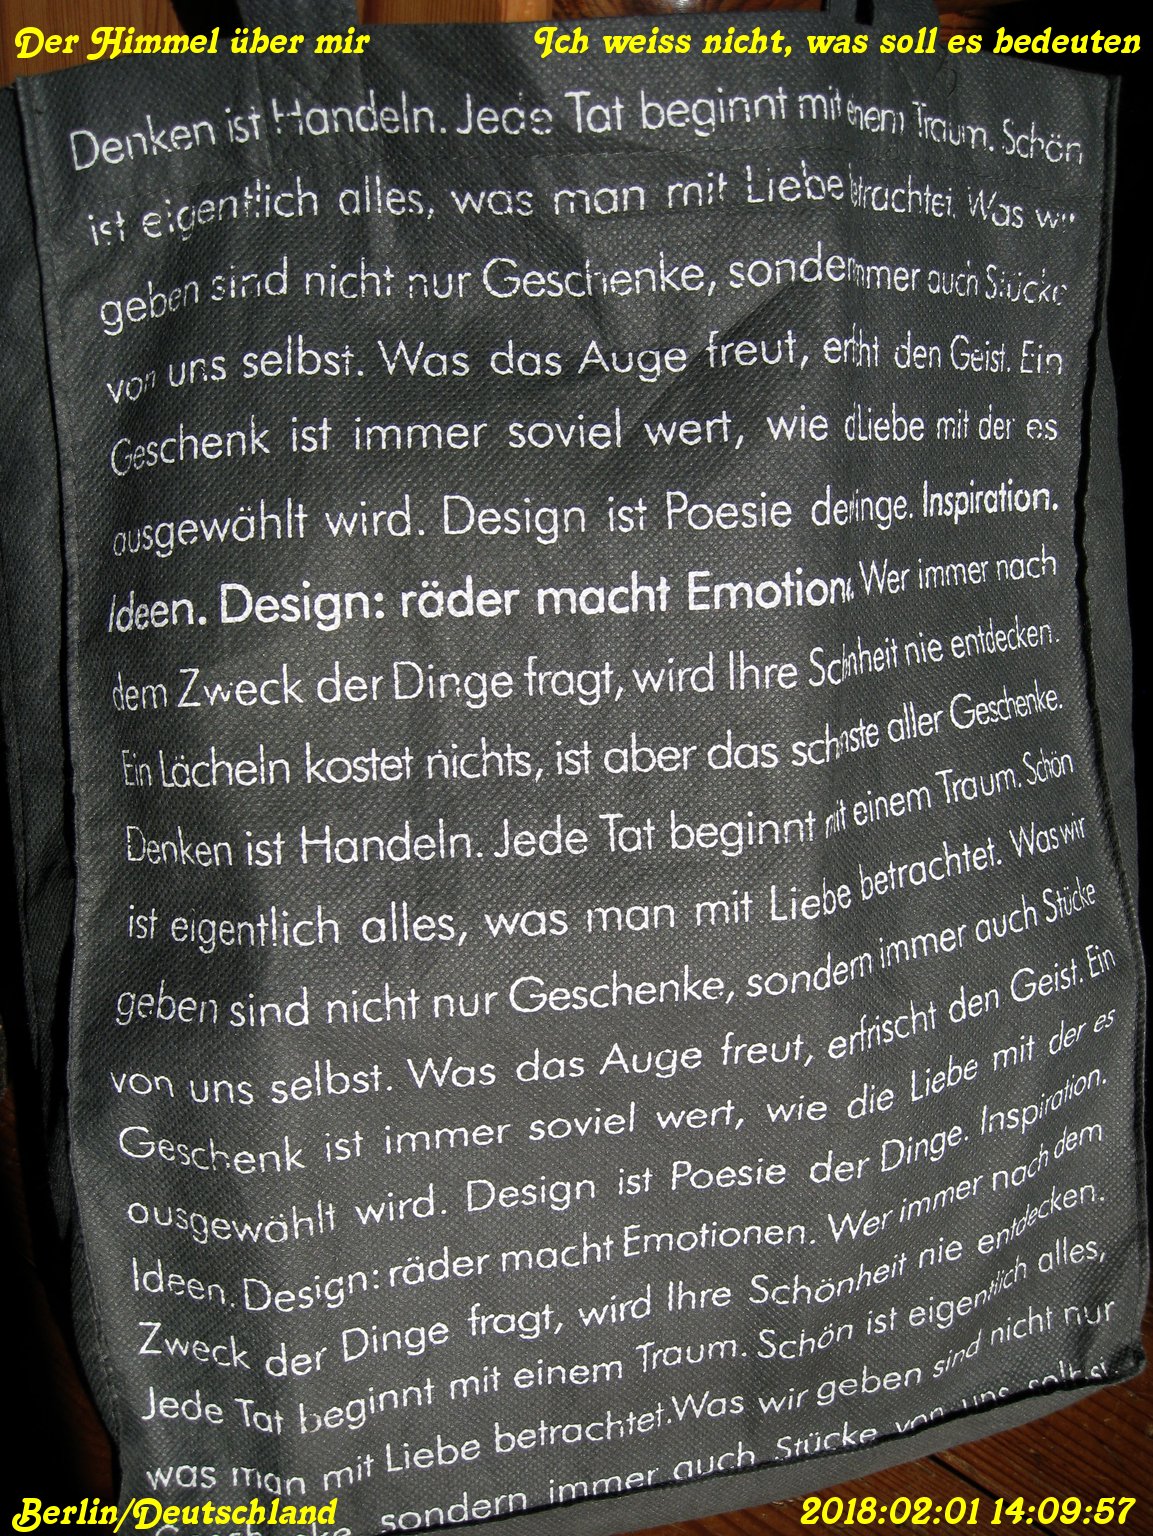 Der Himmel über mir
Ich weiss nicht, was soll es bedeuten
Denken ist Handeln. Jede Tat beginnt mit einem Traum. Schön
ist eigentlich alles, was man mit Liebe betrachtet. Was wir
geben sind nicht nur Geschenke, sondern immer auch Stücke
von uns selbst. Was das Auge freut, erfrischt den Geist. Ein
Geschenk ist immer soviel wert, wie die Liebe mit der es
ausgewählt wird. Design ist Poesie der Dinge. Inspiration.
Ideen. Design: räder macht Emotionen. Wer immer nach
dem Zweck der Dinge fragt, wird Ihre Schönheit nie entdecken.
Ein Lächeln kostet nichts, ist aber das schönste aller Geschenke.
Denken ist Handeln. Jede Tat beginnt mit einem Traum. Schön
ist eigentlich alles, was man mit Liebe betrachtet. Was wir
geben sind nicht nur Geschenke, sondern immer auch Stücke
von uns selbst. Was das Auge freut, erfrischt den Geist. Ein
Geschenk ist immer soviel wert, wie die Liebe mit der es
ausgewählt wird. Design ist Poesie der Dinge. Inspiration.
Ideen. Design: räder macht Emotionen. Wer immer nach dem
Zweck der Dinge fragt, wird Ihre Schönheit nie entdecken.
Jede Tat beginnt mit einem Traum. Schön ist eigentlich alles,
was man mit Liebe betrachtet. Was wir geben sind nicht nur
Geschenke, sondern immer auch Stücke von uns selbst
Berlin/Deutschland
2018:02:01 14:09:57